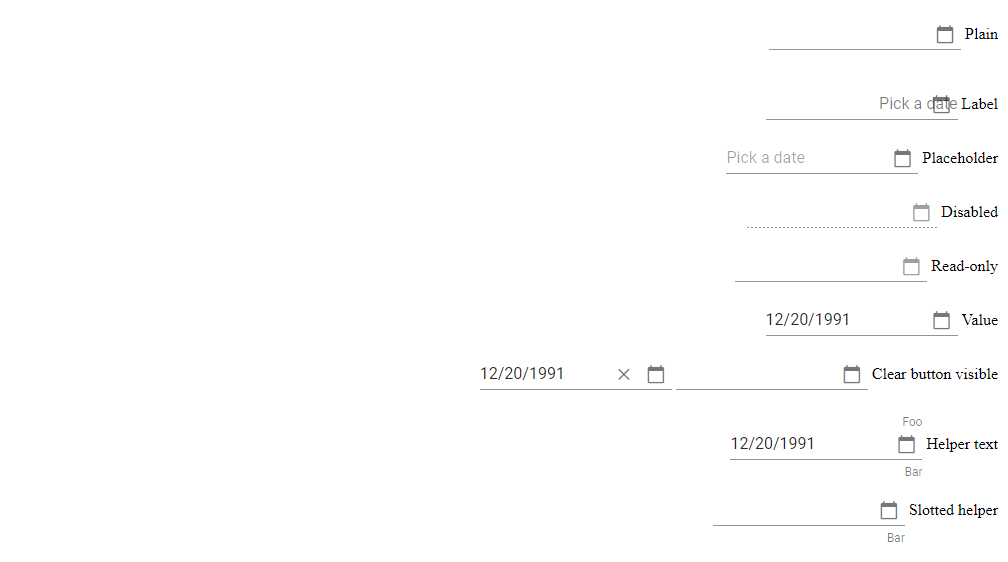 Plain
Pick a date Label
Pick a date Placeholder
Disabled
Read-only
12/20/1991 Value
12/20/1991 Clear button visible
Foo
12/20/1991 Helper text
Bar
Slotted helper
Bar